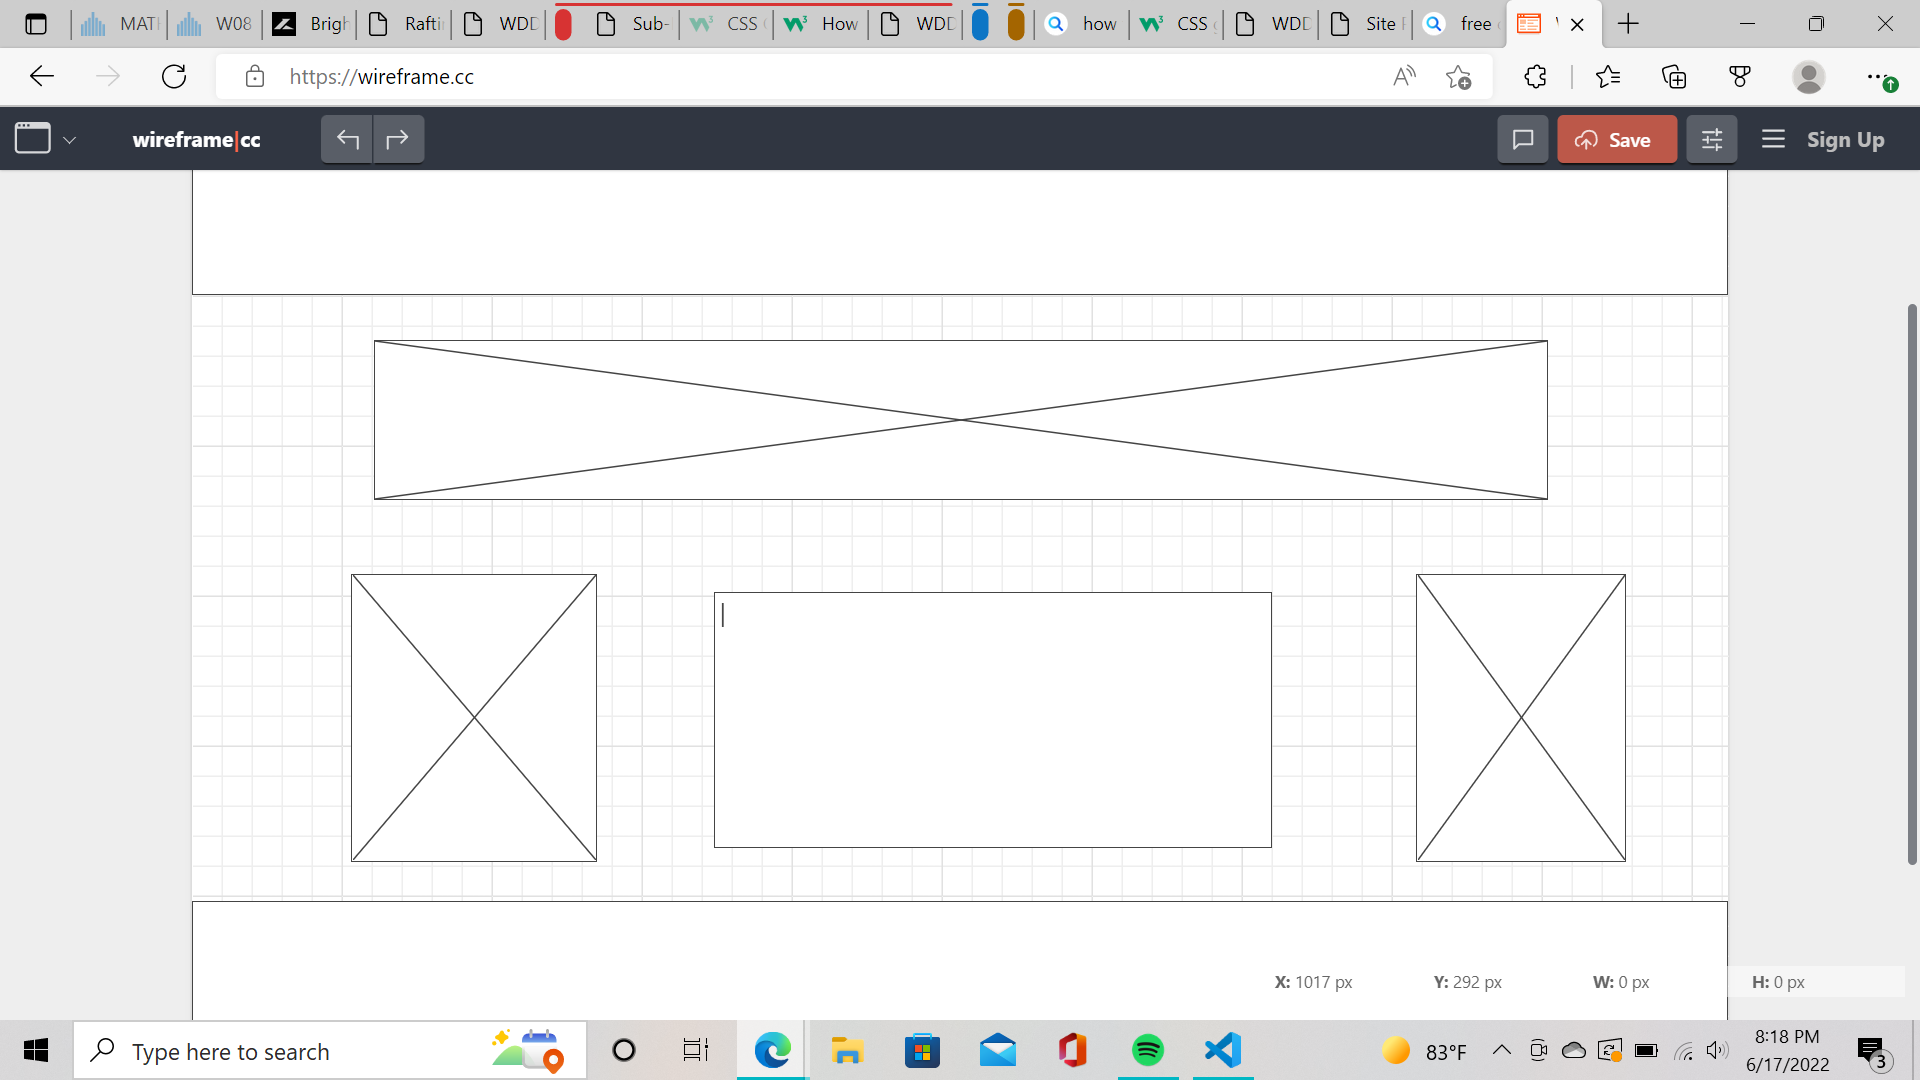 MAT
W08
Brigh
Rafti
WDD
Sub-
CSS
How
WDD
how
CSS
WDD
Site
free
https://wireframe.cc
wireframe|cc
Save
Sign Up
X: 1017 px
Y: 292 px
W: 0 px
H: 0 px
Type here to search
83°F
8:18 PM
6/17/2022
3